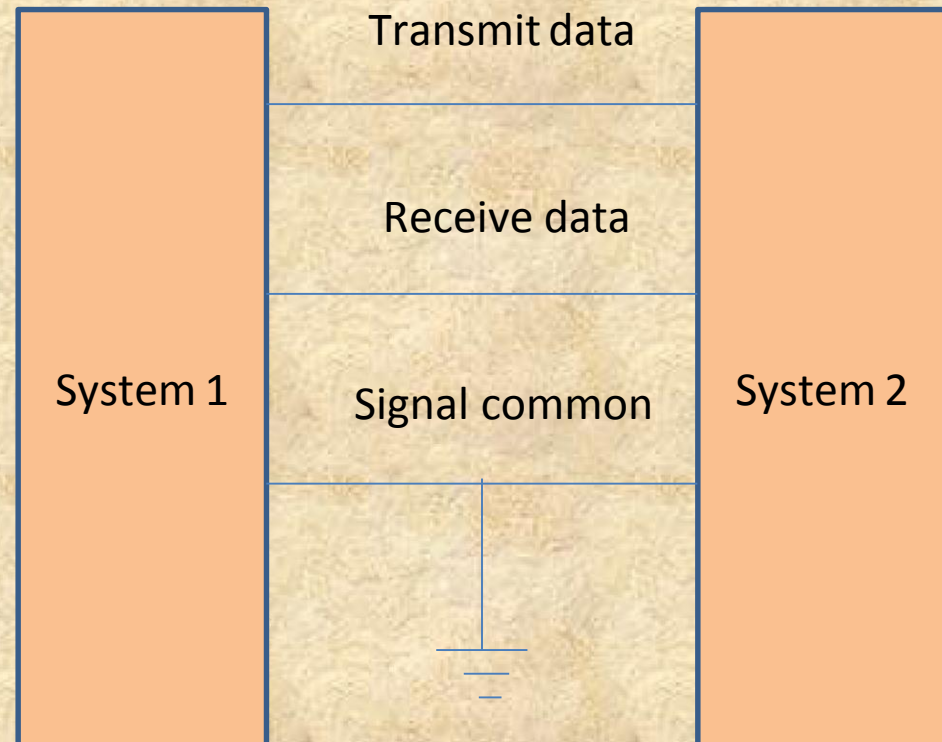 Transmit data
Receive data
System 1
Signal common
System 2